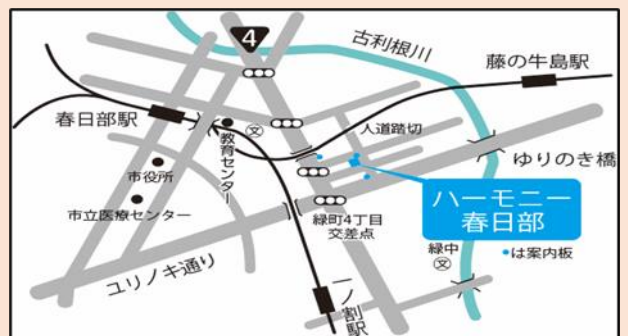 4
古利根川
藤の牛島駅
春日部駅
文
教育センター
人道踏切
ゆりのき橋
市役所
市立医療センター
ハーモニー
春日部
緑町4丁目
交差点
緑中
文
は案内板
ユリノキ通り
一ノ割駅